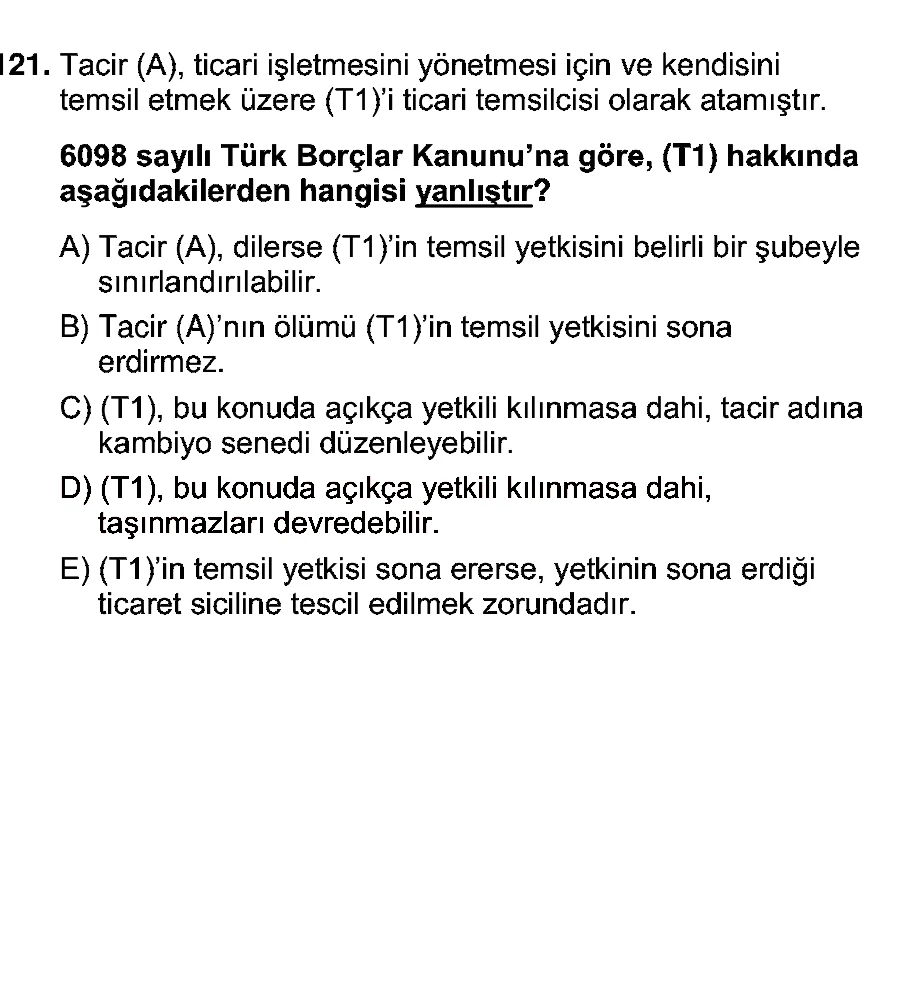 121. Tacir (A), ticari işletmesini yönetmesi için ve kendisini
temsil etmek üzere (T1)'i ticari temsilcisi olarak atamıştır.
6098 sayılı Türk Borçlar Kanunu'na göre, (T1) hakkında
aşağıdakilerden hangisi yanlıştır?
A) Tacir (A), dilerse (T1)'in temsil yetkisini belirli bir şubeyle
sınırlandırılabilir.
B) Tacir (A)'nın ölümü (T1)'in temsil yetkisini sona
erdirmez.
C) (T1), bu konuda açıkça yetkili kılınmasa dahi, tacir adına
kambiyo senedi düzenleyebilir.
D) (T1), bu konuda açıkça yetkili kılınmasa dahi,
taşınmazları devredebilir.
E) (T1)'in temsil yetkisi sona ererse, yetkinin sona erdiği
ticaret siciline tescil edilmek zorundadır.